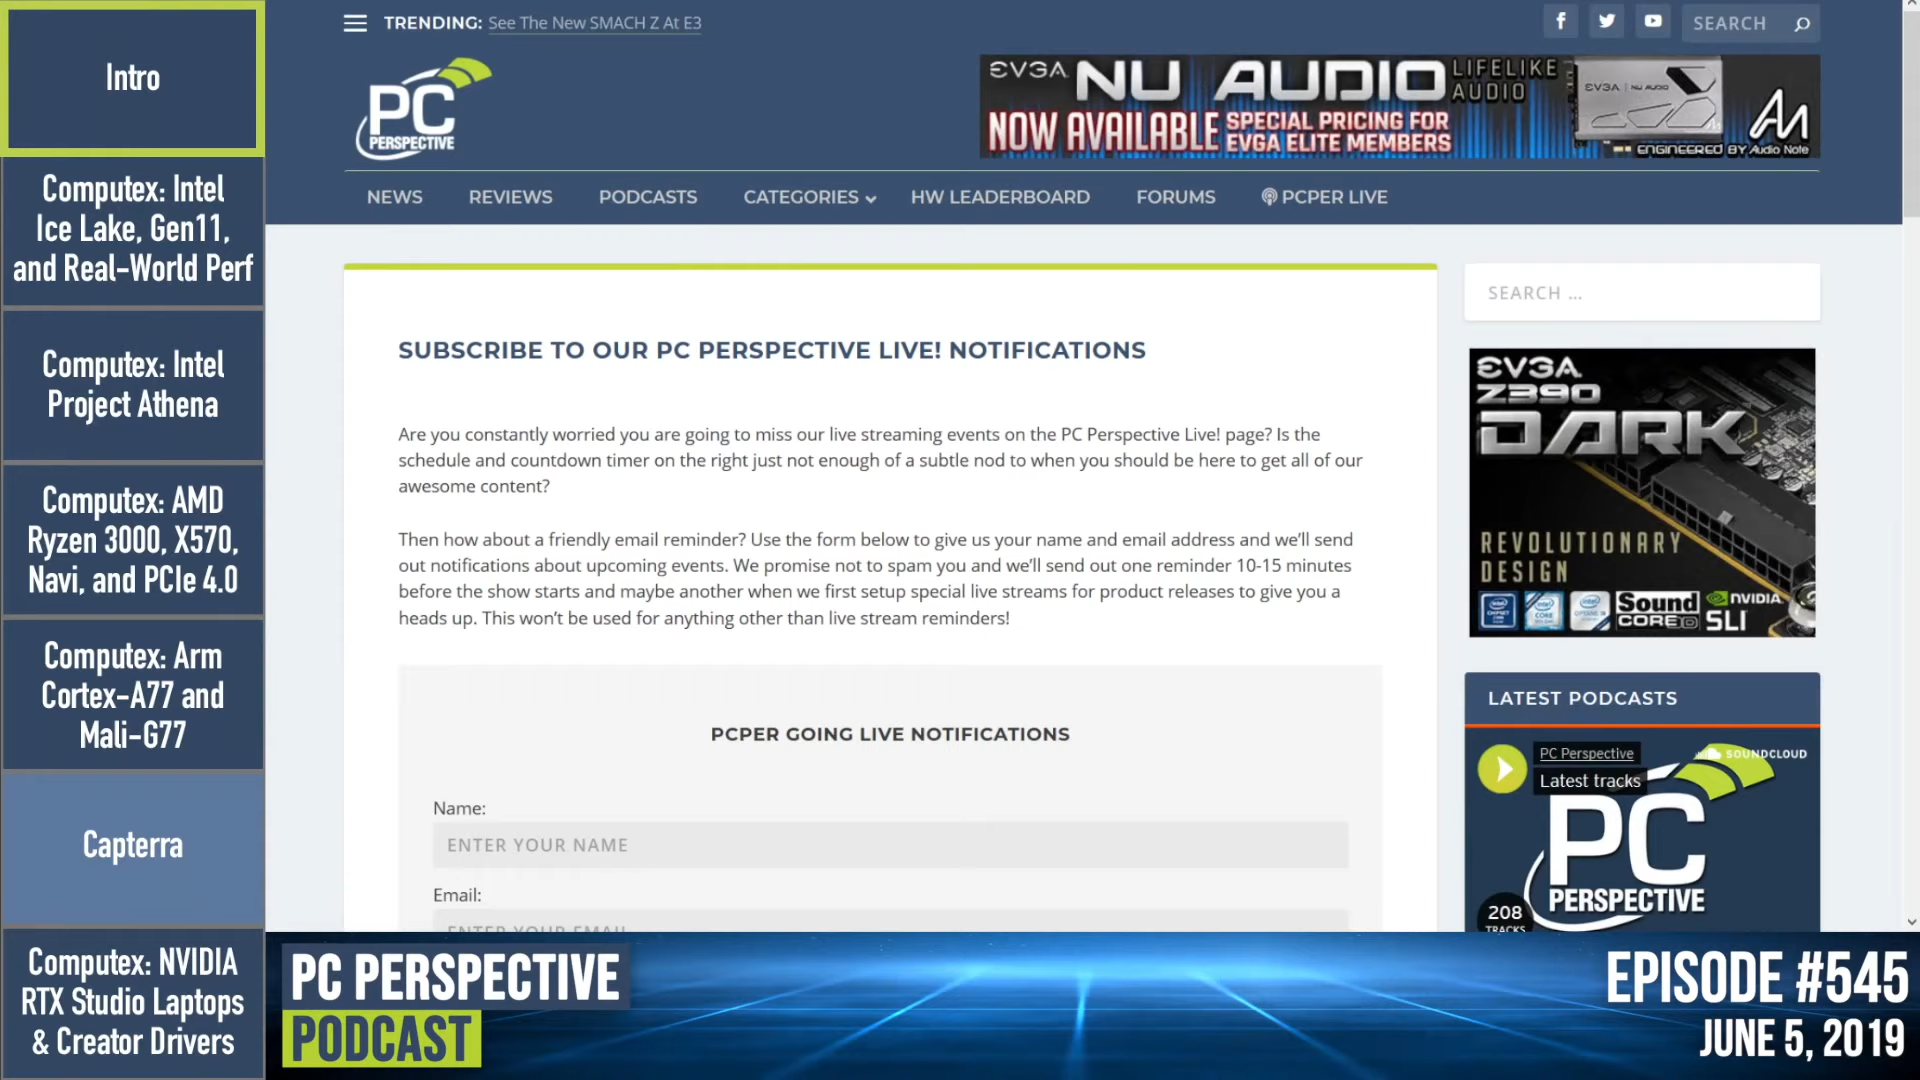 Intro
Computex: Intel
Ice Lake, Gen11,
and Real-World Perf
Computex: Intel
Project Athena
Computex: AMD
Ryzen 3000, X570,
Navi, and PCIe 4.0
Computex: Arm
Cortex-A77 and
Mali-G77
Capterra
Computex: NVIDIA
RTX Studio Laptops
& Creator Drivers
TRENDING: See The New SMACH Z At E3
SEARCH
PC
PERSPECTIVE
EVGA NU AUDIO LIFELIKE
AUDIO
NOW AVAILABLE SPECIAL PRICING FOR
EVGA ELITE MEMBERS
EVGA | NU AUDIO
ENGINEERED BY Audio Note
NEWS REVIEWS PODCASTS CATEGORIES HW LEADERBOARD FORUMS PCPER LIVE
SUBSCRIBE TO OUR PC PERSPECTIVE LIVE! NOTIFICATIONS
Are you constantly worried you are going to miss our live streaming events on the PC Perspective Live! page? Is the
schedule and countdown timer on the right just not enough of a subtle nod to when you should be here to get all of our
awesome content?
Then how about a friendly email reminder? Use the form below to give us your name and email address and we'll send
out notifications about upcoming events. We promise not to spam you and we'll send out one reminder 10-15 minutes
before the show starts and maybe another when we first setup special live streams for product releases to give you a
heads up. This won't be used for anything other than live stream reminders!
PCPER GOING LIVE NOTIFICATIONS
Name:
ENTER YOUR NAME
Email:
ENTER YOUR EMAIL
SEARCH …
EVGA
Z390
DARK
REVOLUTIONARY
DESIGN
Sound
CORE3D
NVIDIA
SLI
LATEST PODCASTS
PC Perspective
Latest tracks
SOUNDCLOUD
PC
PERSPECTIVE
208
TRACKS
PC PERSPECTIVE
PODCAST
EPISODE #545
JUNE 5, 2019